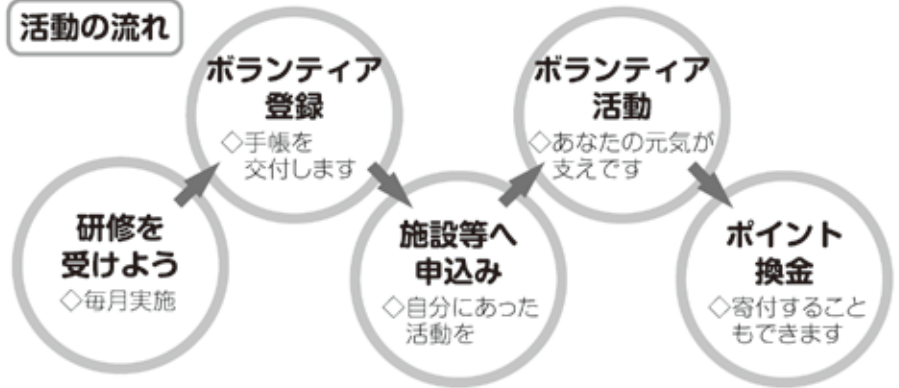 活動の流れ
研修を
受けよう
◇毎月実施
ボランティア
登録
◇手帳を
交付します
施設等へ
申込み
◇自分にあった
活動を
ボランティア
活動
◇あなたの元気が
支えです
ポイント
換金
◇寄付すること
もできます